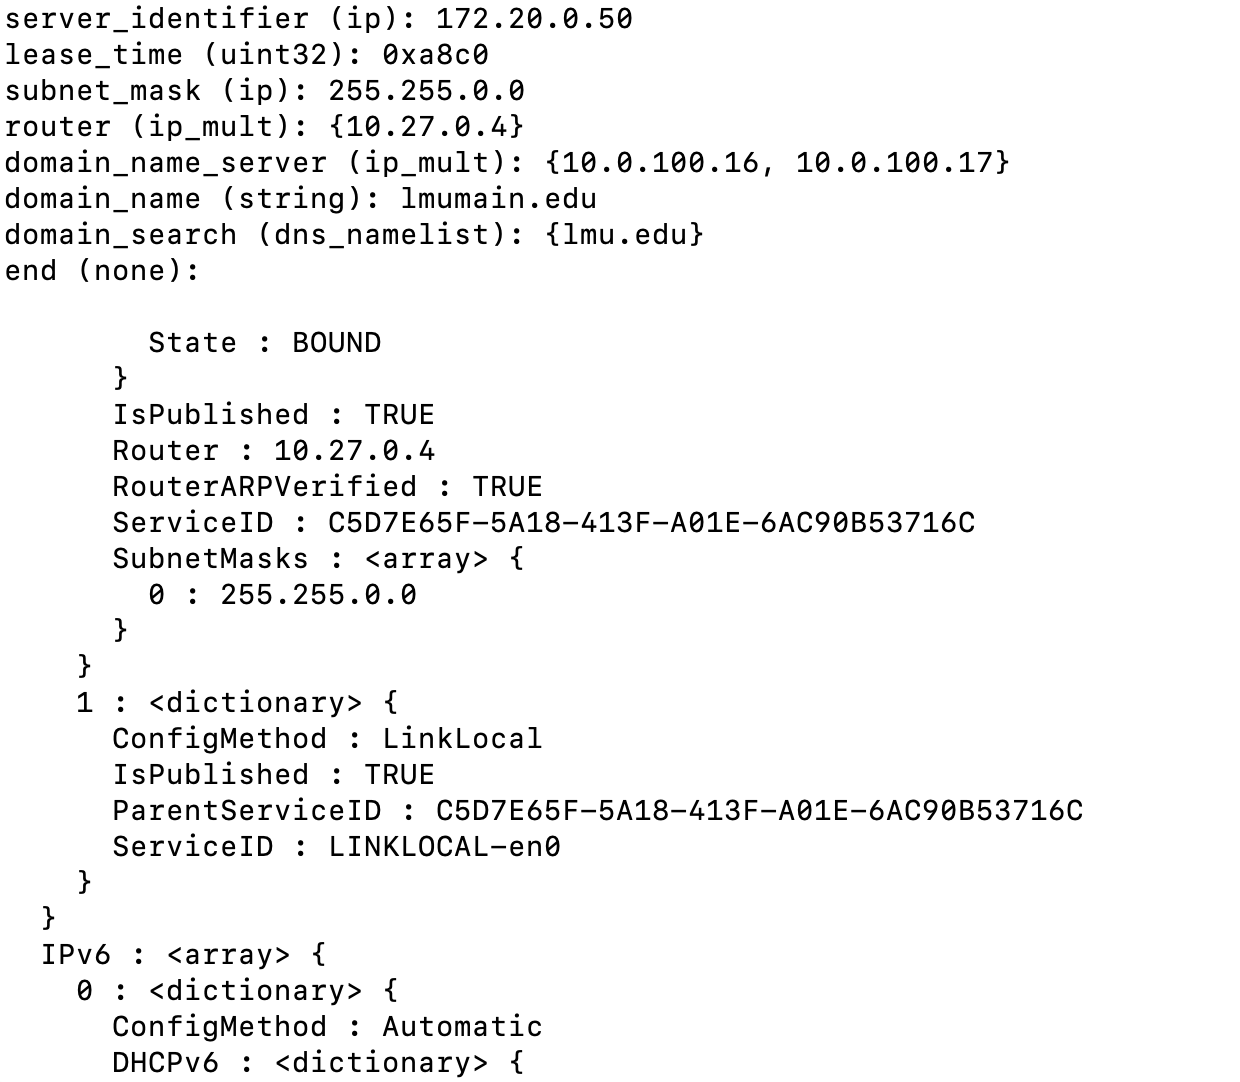 server_identifier (ip): 172.20.0.50
lease_time (uint32): 0xa8c0
subnet_mask (ip): 255.255.0.0
router (ip_mult): {10.27.0.4}
domain_name_server (ip_mult): {10.0.100.16, 10.0.100.17}
domain_name (string): lmumain.edu
domain_search (dns_namelist): {lmu.edu}
end (none):

        State : BOUND
      }
      IsPublished : TRUE
      Router : 10.27.0.4
      RouterARPVerified : TRUE
      ServiceID : C5D7E65F-5A18-413F-A01E-6AC90B53716C
      SubnetMasks : <array> {
        0 : 255.255.0.0
      }
    }
    1 : <dictionary> {
      ConfigMethod : LinkLocal
      IsPublished : TRUE
      ParentServiceID : C5D7E65F-5A18-413F-A01E-6AC90B53716C
      ServiceID : LINKLOCAL-en0
    }
  }
  IPv6 : <array> {
    0 : <dictionary> {
      ConfigMethod : Automatic
      DHCPv6 : <dictionary> {